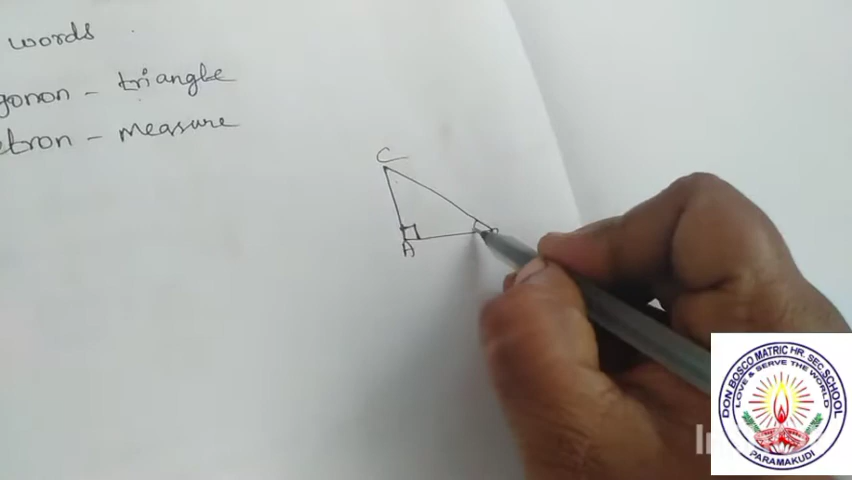 words
gonon - triangle
etron - measure
C
A
DON BOSCO MATRIC HR. SEC. SCHOOL
LOVE & SERVE THE WORLD
PARAMAKUDI